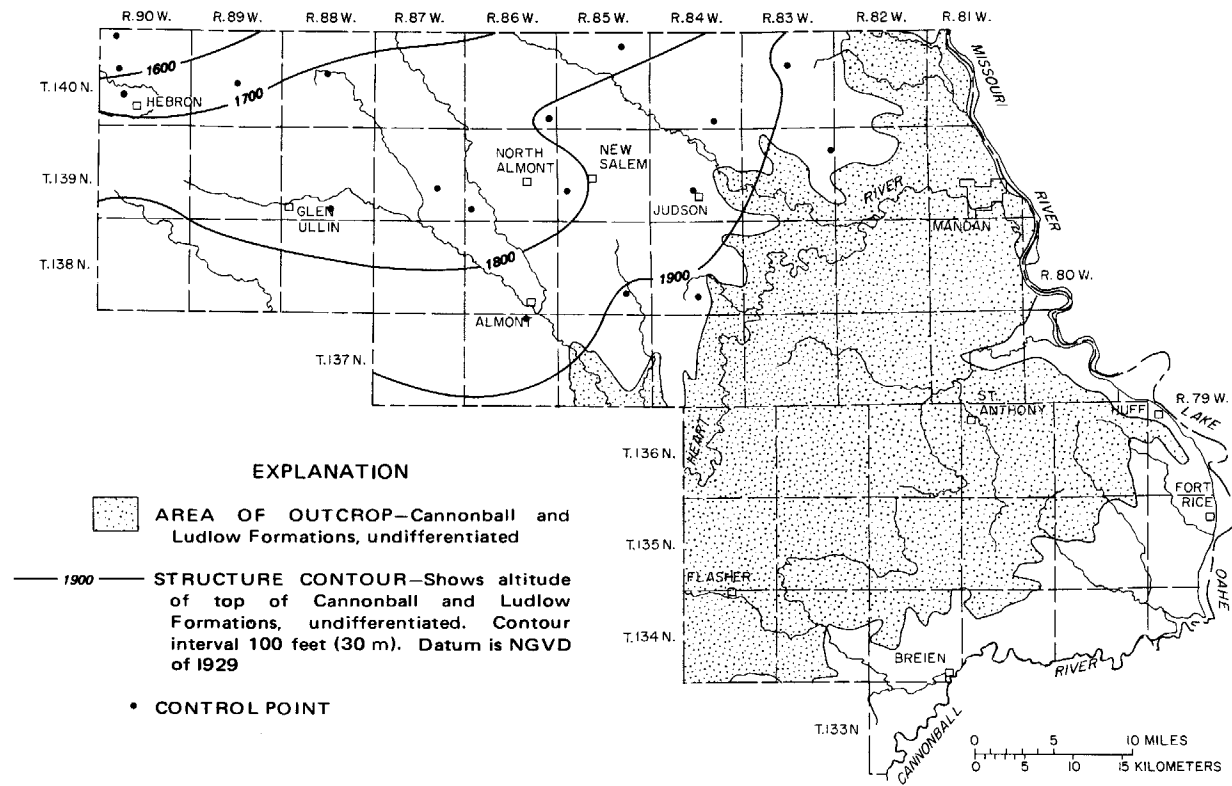 R. 90 W. R. 89 W. R. 88 W. R. 87 W. R. 86 W. R. 85 W. R. 84 W. R. 83 W. R. 82 W. R. 81 W.
MISSOURI
1600
T. 140 N.
1700
HEBRON
NORTH
ALMONT
NEW
SALEM
T. 139 N.
JUDSON
RIVER
RIVER
GLEN
ULLIN
MANDAN
T. 138 N.
1800
1900
R. 80 W.
ALMONT
T. 137 N.
ST.
ANTHONY
HUFF
R. 79 W.
LAKE
HEART
T. 136 N.
FORT
RICE
T. 135 N.
FLASHER
OAHE
T. 134 N.
BREIEN
RIVER
T. 133 N
CANNONBALL
EXPLANATION
AREA OF OUTCROP—Cannonball and
Ludlow Formations, undifferentiated
1900 STRUCTURE CONTOUR—Shows altitude
of top of Cannonball and Ludlow
Formations, undifferentiated. Contour
interval 100 feet (30 m). Datum is NGVD
of 1929
• CONTROL POINT
0 5 10 MILES
0 5 10 15 KILOMETERS